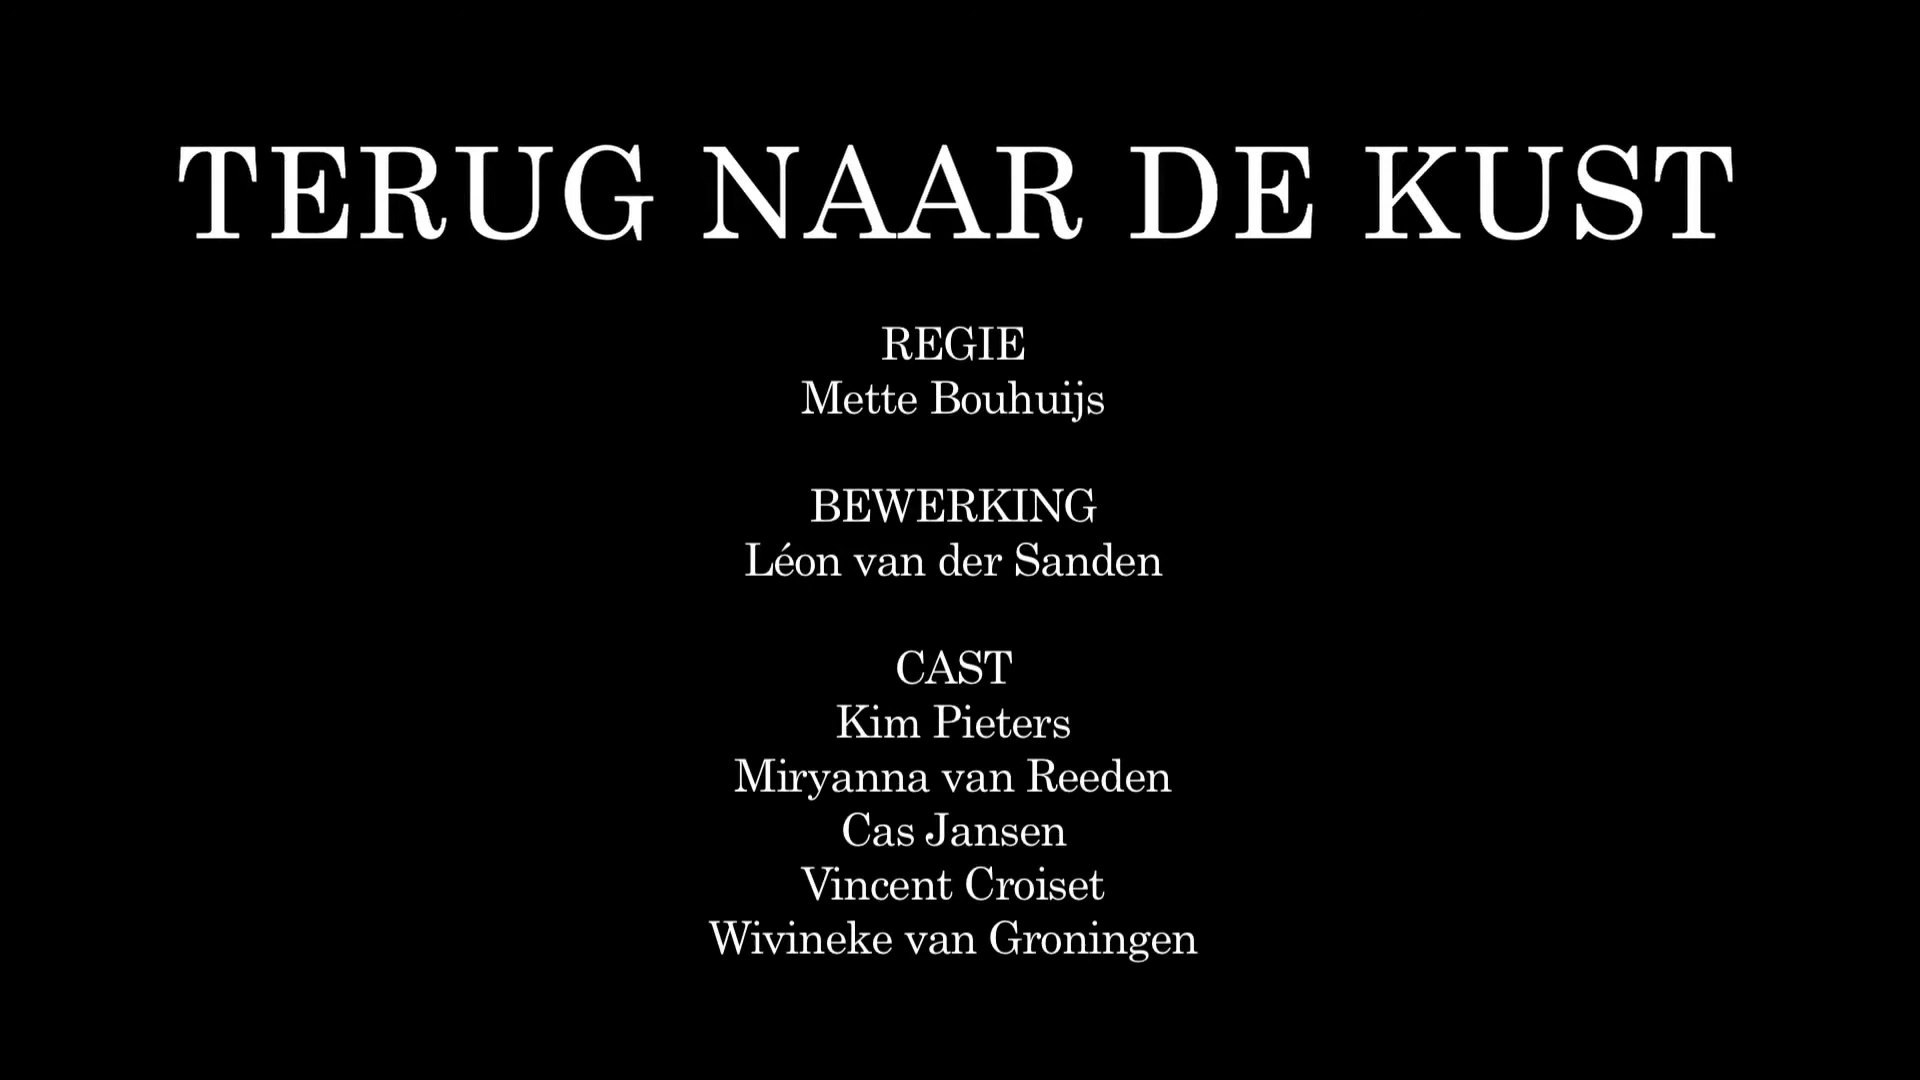 TERUG NAAR DE KUST
REGIE
Mette Bouhuijs
BEWERKING
Léon van der Sanden
CAST
Kim Pieters
Miryanna van Reeden
Cas Jansen
Vincent Croiset
Wivineke van Groningen